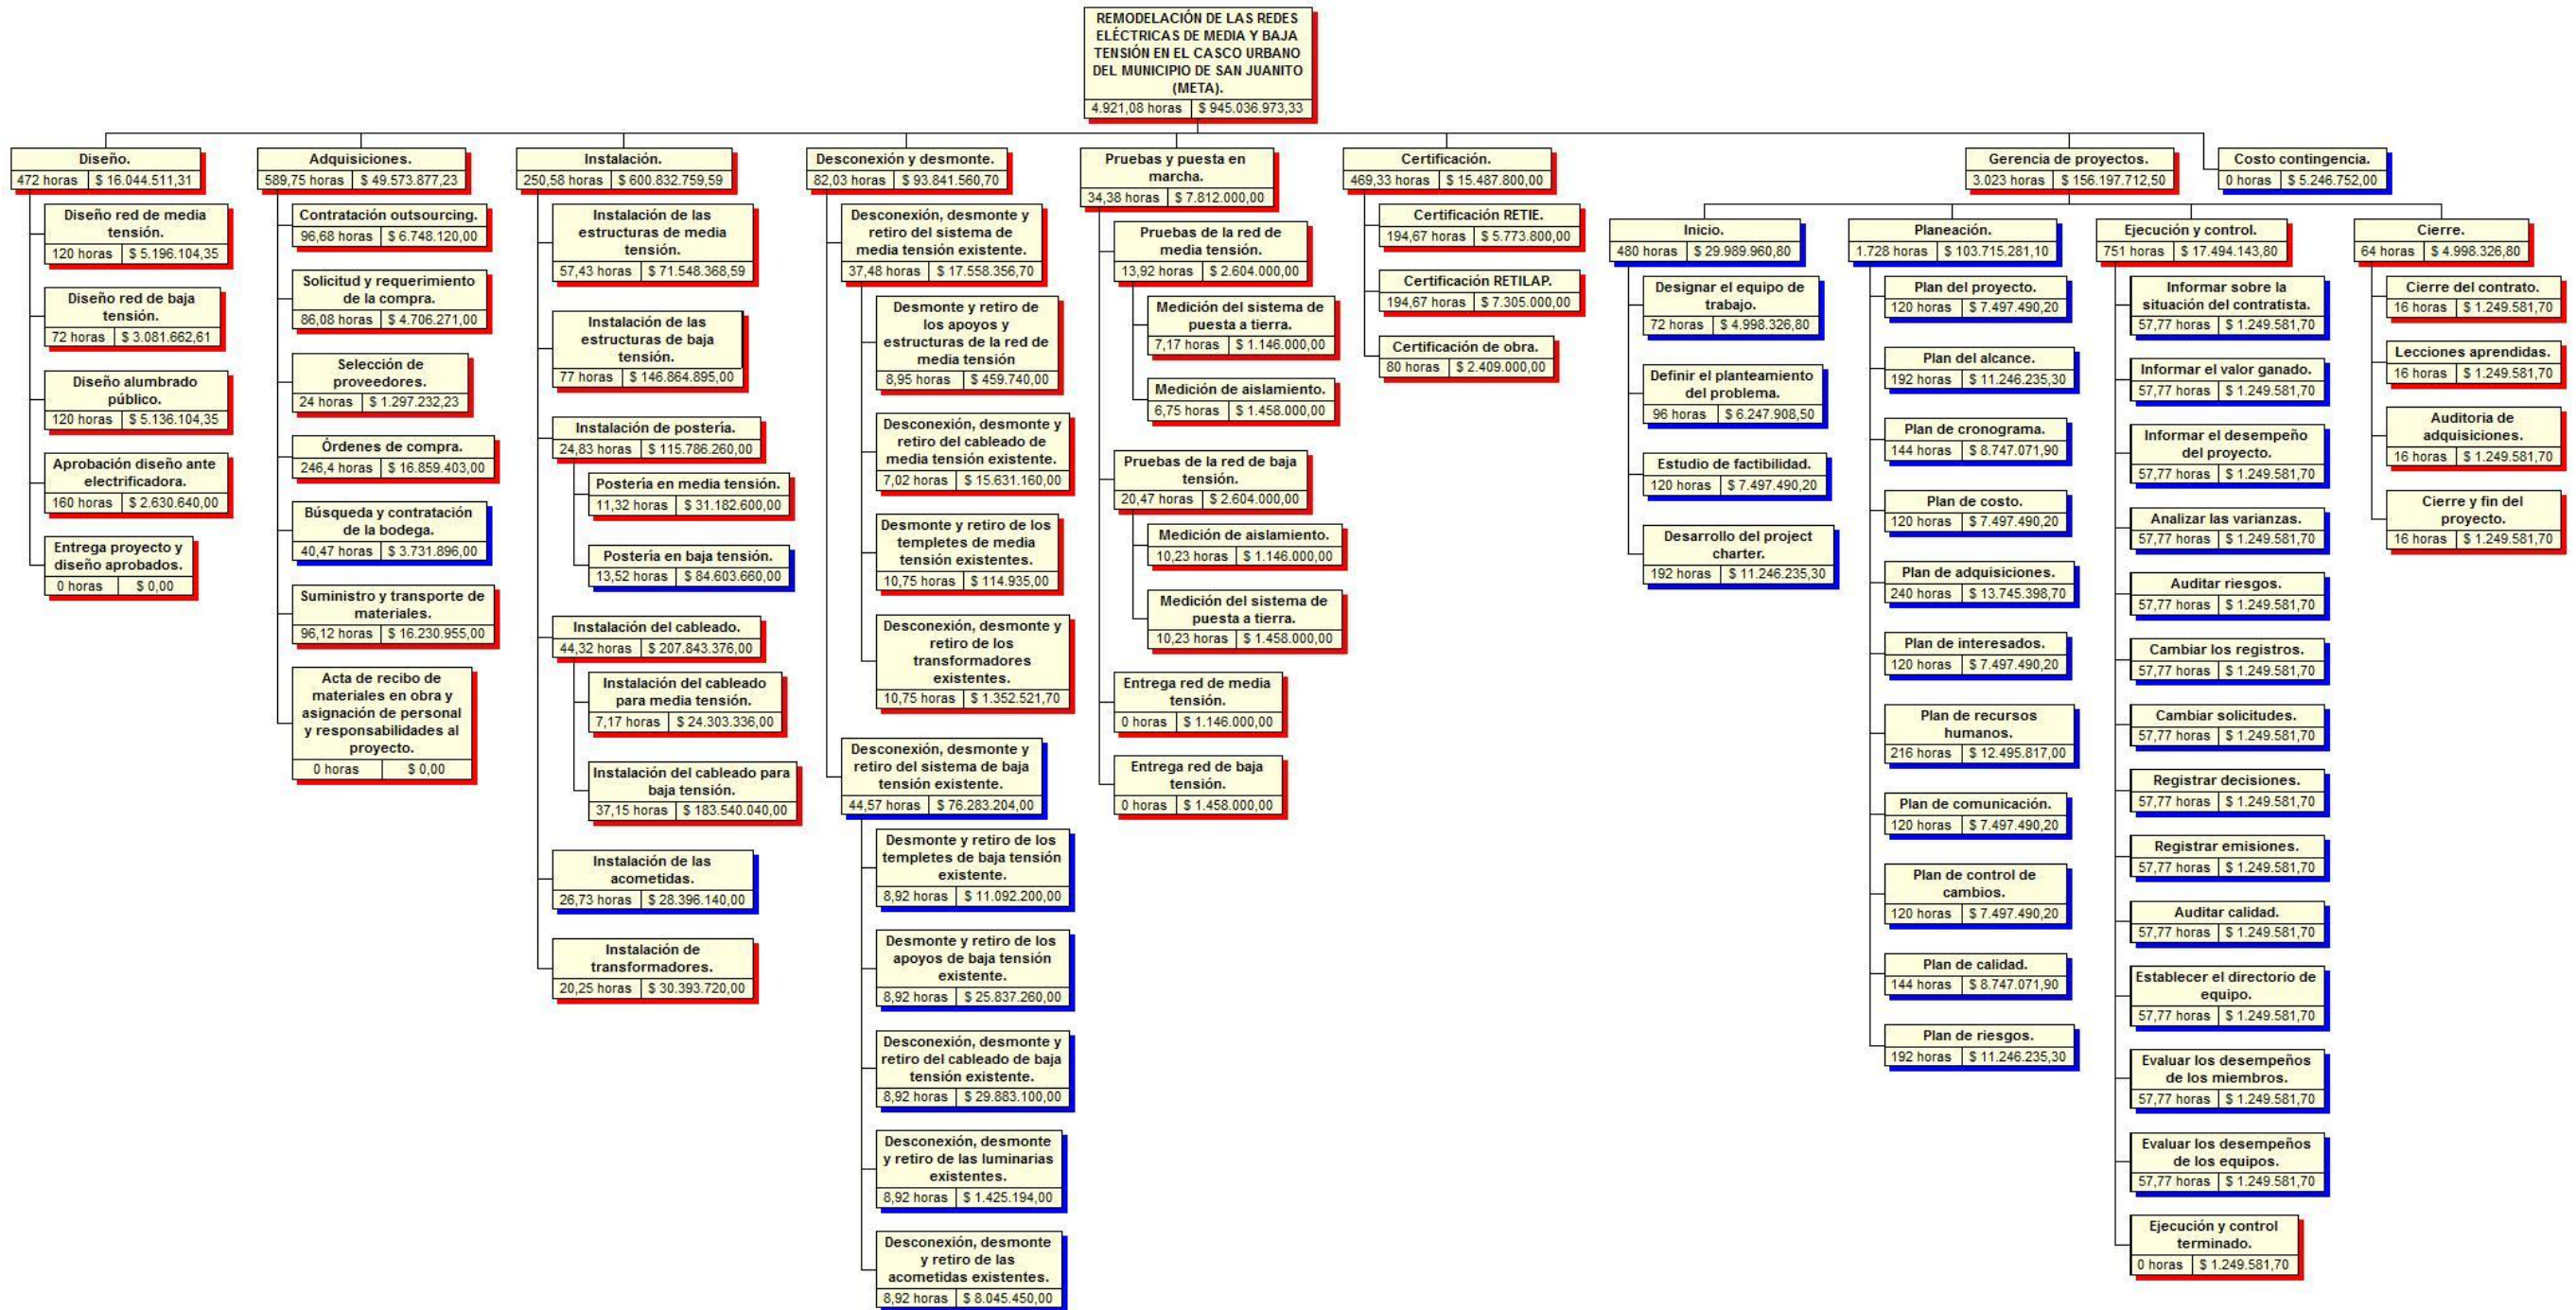 REMODELACIÓN DE LAS REDES
ELÉCTRICAS DE MEDIA Y BAJA
TENSIÓN EN EL CASCO URBANO
DEL MUNICIPIO DE SAN JUANITO
(META).
4.921,08 horas $ 945.036.973,33
Diseño.
472 horas $ 16.044.511,31
Diseño red de media
tensión.
120 horas $ 5.196.104,35
Diseño red de baja
tensión.
72 horas $ 3.081.662,61
Diseño alumbrado
público.
120 horas $ 5.136.104,35
Aprobación diseño ante
electrificadora.
160 horas $ 2.630.640,00
Entrega proyecto y
diseño aprobados.
0 horas $ 0,00
Adquisiciones.
589,75 horas $ 49.573.877,23
Contratación outsourcing.
96,68 horas $ 6.748.120,00
Solicitud y requerimiento
de la compra.
86,08 horas $ 4.706.271,00
Selección de
proveedores.
24 horas $ 1.297.232,23
Órdenes de compra.
246,4 horas $ 16.859.403,00
Búsqueda y contratación
de la bodega.
40,47 horas $ 3.731.896,00
Suministro y transporte de
materiales.
96,12 horas $ 16.230.955,00
Acta de recibo de
materiales en obra y
asignación de personal
y responsabilidades al
proyecto.
0 horas $ 0,00
Instalación.
250,58 horas $ 600.832.759,59
Instalación de las
estructuras de media
tensión.
57,43 horas $ 71.548.368,59
Instalación de las
estructuras de baja
tensión.
77 horas $ 146.864.895,00
Instalación de postería.
24,83 horas $ 115.786.260,00
Postería en media tensión.
11,32 horas $ 31.182.600,00
Postería en baja tensión.
13,52 horas $ 84.603.660,00
Instalación del cableado.
44,32 horas $ 207.843.376,00
Instalación del cableado
para media tensión.
7,17 horas $ 24.303.336,00
Instalación del cableado para
baja tensión.
37,15 horas $ 183.540.040,00
Instalación de las
acometidas.
26,73 horas $ 28.396.140,00
Instalación de
transformadores.
20,25 horas $ 30.393.720,00
Desconexión y desmonte.
82,03 horas $ 93.841.560,70
Desconexión, desmonte y
retiro del sistema de
media tensión existente.
37,48 horas $ 17.558.356,70
Desmonte y retiro de
los apoyos y
estructuras de la red de
media tensión
8,95 horas $ 459.740,00
Desconexión, desmonte y
retiro del cableado de
media tensión existente.
7,02 horas $ 15.631.160,00
Desmonte y retiro de los
templetes de media
tensión existentes.
10,75 horas $ 114.935,00
Desconexión, desmonte y
retiro de los
transformadores
existentes.
10,75 horas $ 1.352.521,70
Desconexión, desmonte y
retiro del sistema de baja
tensión existente.
44,57 horas $ 76.283.204,00
Desmonte y retiro de los
templetes de baja tensión
existente.
8,92 horas $ 11.092.200,00
Desmonte y retiro de los
apoyos de baja tensión
existente.
8,92 horas $ 25.837.260,00
Desconexión, desmonte y
retiro del cableado de baja
tensión existente.
8,92 horas $ 29.883.100,00
Desconexión, desmonte
y retiro de las luminarias
existentes.
8,92 horas $ 1.425.194,00
Desconexión, desmonte
y retiro de las
acometidas existentes.
8,92 horas $ 8.045.450,00
Pruebas y puesta en
marcha.
34,38 horas $ 7.812.000,00
Pruebas de la red de
media tensión.
13,92 horas $ 2.604.000,00
Medición del sistema de
puesta a tierra.
7,17 horas $ 1.146.000,00
Medición de aislamiento.
6,75 horas $ 1.458.000,00
Pruebas de la red de baja
tensión.
20,47 horas $ 2.604.000,00
Medición de aislamiento.
10,23 horas $ 1.146.000,00
Medición del sistema de
puesta a tierra.
10,23 horas $ 1.458.000,00
Entrega red de media
tensión.
0 horas $ 1.146.000,00
Entrega red de baja
tensión.
0 horas $ 1.458.000,00
Certificación.
469,33 horas $ 15.487.800,00
Certificación RETIE.
194,67 horas $ 5.773.800,00
Certificación RETILAP.
194,67 horas $ 7.305.000,00
Certificación de obra.
80 horas $ 2.409.000,00
Gerencia de proyectos.
3.023 horas $ 156.197.712,50
Inicio.
480 horas $ 29.989.960,80
Designar el equipo de
trabajo.
72 horas $ 4.998.326,80
Definir el planteamiento
del problema.
96 horas $ 6.247.908,50
Estudio de factibilidad.
120 horas $ 7.497.490,20
Desarrollo del project
charter.
192 horas $ 11.246.235,30
Planeación.
1.728 horas $ 103.715.281,10
Plan del proyecto.
120 horas $ 7.497.490,20
Plan del alcance.
192 horas $ 11.246.235,30
Plan de cronograma.
144 horas $ 8.747.071,90
Plan de costo.
120 horas $ 7.497.490,20
Plan de adquisiciones.
240 horas $ 13.745.398,70
Plan de interesados.
120 horas $ 7.497.490,20
Plan de recursos
humanos.
216 horas $ 12.495.817,00
Plan de comunicación.
120 horas $ 7.497.490,20
Plan de control de
cambios.
120 horas $ 7.497.490,20
Plan de calidad.
144 horas $ 8.747.071,90
Plan de riesgos.
192 horas $ 11.246.235,30
Ejecución y control.
751 horas $ 17.494.143,80
Informar sobre la
situación del contratista.
57,77 horas $ 1.249.581,70
Informar el valor ganado.
57,77 horas $ 1.249.581,70
Informar el desempeño
del proyecto.
57,77 horas $ 1.249.581,70
Analizar las varianzas.
57,77 horas $ 1.249.581,70
Auditar riesgos.
57,77 horas $ 1.249.581,70
Cambiar los registros.
57,77 horas $ 1.249.581,70
Cambiar solicitudes.
57,77 horas $ 1.249.581,70
Registrar decisiones.
57,77 horas $ 1.249.581,70
Registrar emisiones.
57,77 horas $ 1.249.581,70
Auditar calidad.
57,77 horas $ 1.249.581,70
Establecer el directorio de
equipo.
57,77 horas $ 1.249.581,70
Evaluar los desempeños
de los miembros.
57,77 horas $ 1.249.581,70
Evaluar los desempeños
de los equipos.
57,77 horas $ 1.249.581,70
Ejecución y control
terminado.
0 horas $ 1.249.581,70
Cierre.
64 horas $ 4.998.326,80
Cierre del contrato.
16 horas $ 1.249.581,70
Lecciones aprendidas.
16 horas $ 1.249.581,70
Auditoria de
adquisiciones.
16 horas $ 1.249.581,70
Cierre y fin del
proyecto.
16 horas $ 1.249.581,70
Costo contingencia.
0 horas $ 5.246.752,00